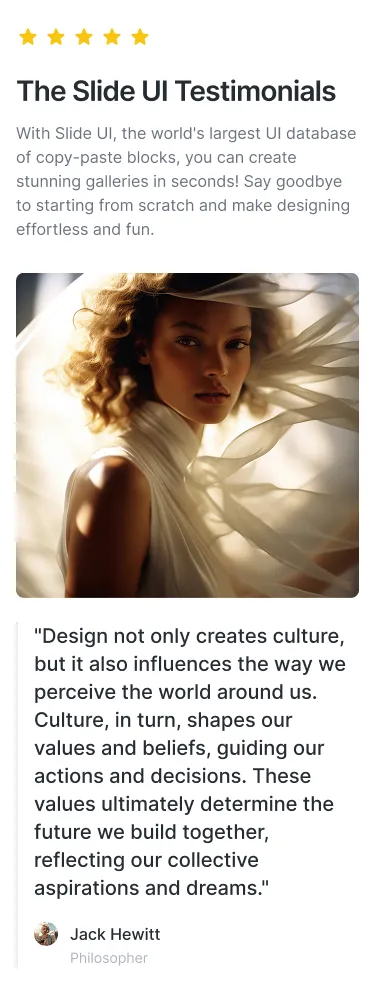 The Slide UI Testimonials
With Slide UI, the world's largest UI database
of copy-paste blocks, you can create
stunning galleries in seconds! Say goodbye
to starting from scratch and make designing
effortless and fun.
"Design not only creates culture,
but it also influences the way we
perceive the world around us.
Culture, in turn, shapes our
values and beliefs, guiding our
actions and decisions. These
values ultimately determine the
future we build together,
reflecting our collective
aspirations and dreams."
Jack Hewitt
Philosopher